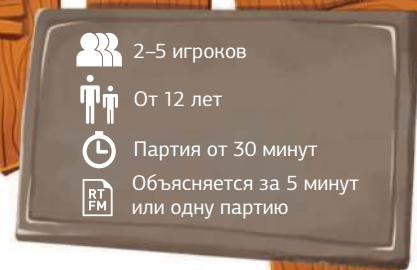 2–5 игроков
От 12 лет
Партия от 30 минут
RT
FM
Объясняется за 5 минут
или одну партию